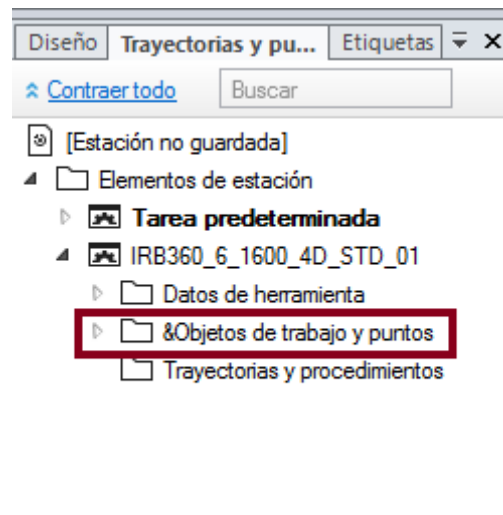 Diseño Trayectorias y pu... Etiquetas
Contraer todo Buscar
[Estación no guardada]
Elementos de estación
Tarea predeterminada
IRB360_6_1600_4D_STD_01
Datos de herramienta
&Objetos de trabajo y puntos
Trayectorias y procedimientos